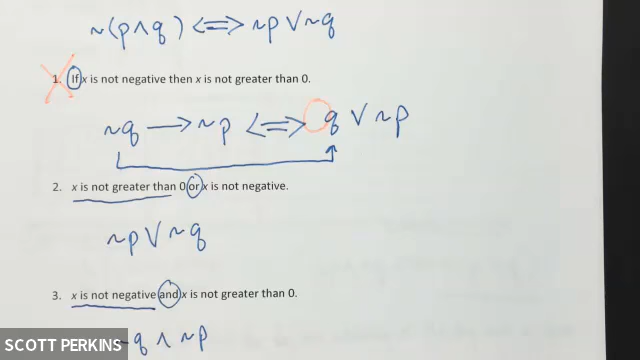 ~(p∧q) <=> ~p∨~q
1. If x is not negative then x is not greater than 0.
~q → ~p <=> q ∨ ~p
2. x is not greater than 0 or x is not negative.
~p∨~q
3. x is not negative and x is not greater than 0.
q ∧ ~p
SCOTT PERKINS